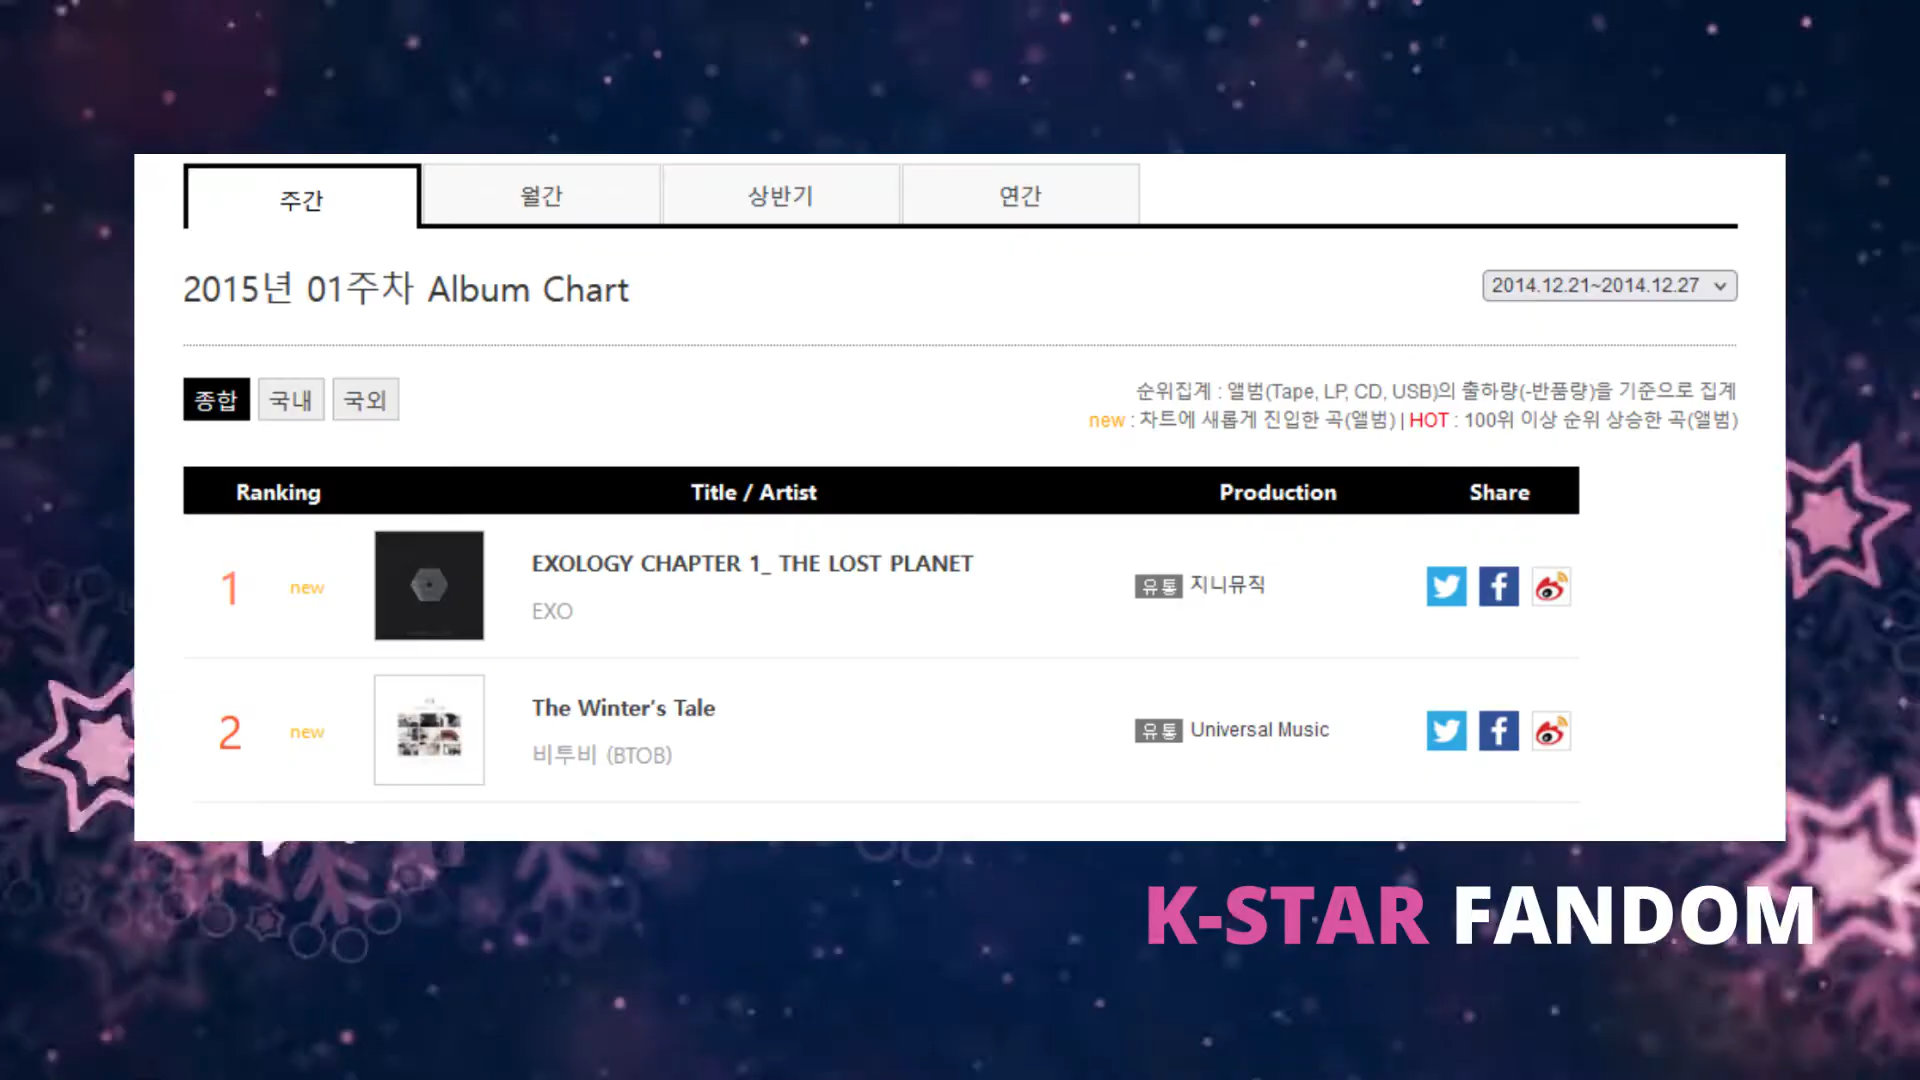 주간
월간
상반기
연간
2015년 01주차 Album Chart
2014.12.21~2014.12.27
종합
국내
국외
순위집계 : 앨범(Tape, LP, CD, USB)의 출하량(-반품량)을 기준으로 집계
new : 차트에 새롭게 진입한 곡(앨범) | HOT : 100위 이상 순위 상승한 곡(앨범)
Ranking Title / Artist Production Share
1 new EXOLOGY CHAPTER 1_ THE LOST PLANET
EXO
유통 지니뮤직
2 new The Winter's Tale
비투비 (BTOB)
유통 Universal Music
K-STAR FANDOM